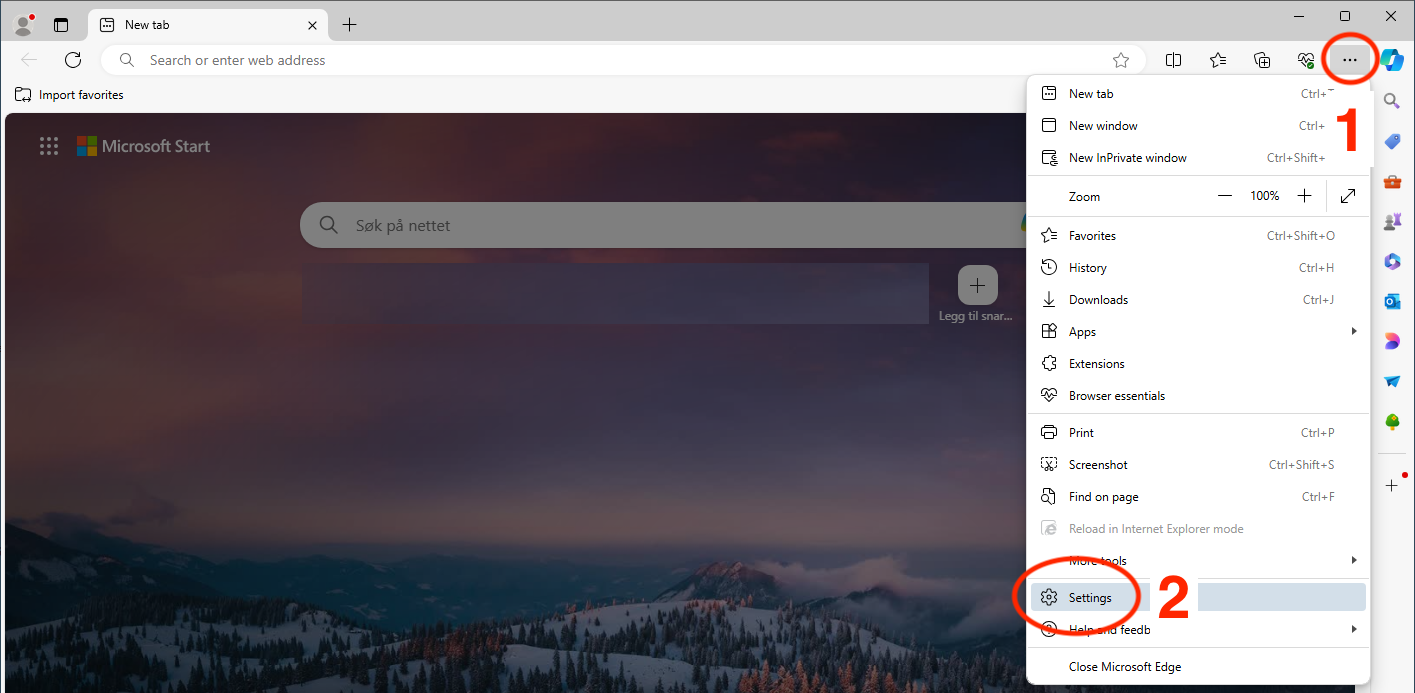 New tab
Search or enter web address
Import favorites
New tab Ctrl+T
1
New window Ctrl+
New InPrivate window Ctrl+Shift+
Microsoft Start
Zoom 100%
Søk på nettet
Favorites Ctrl+Shift+O
History Ctrl+H
Downloads Ctrl+J
Legg til snar...
Apps
Extensions
Browser essentials
Print Ctrl+P
Screenshot Ctrl+Shift+S
Find on page Ctrl+F
Reload in Internet Explorer mode
More tools
Settings
2
Help and feedb
Close Microsoft Edge